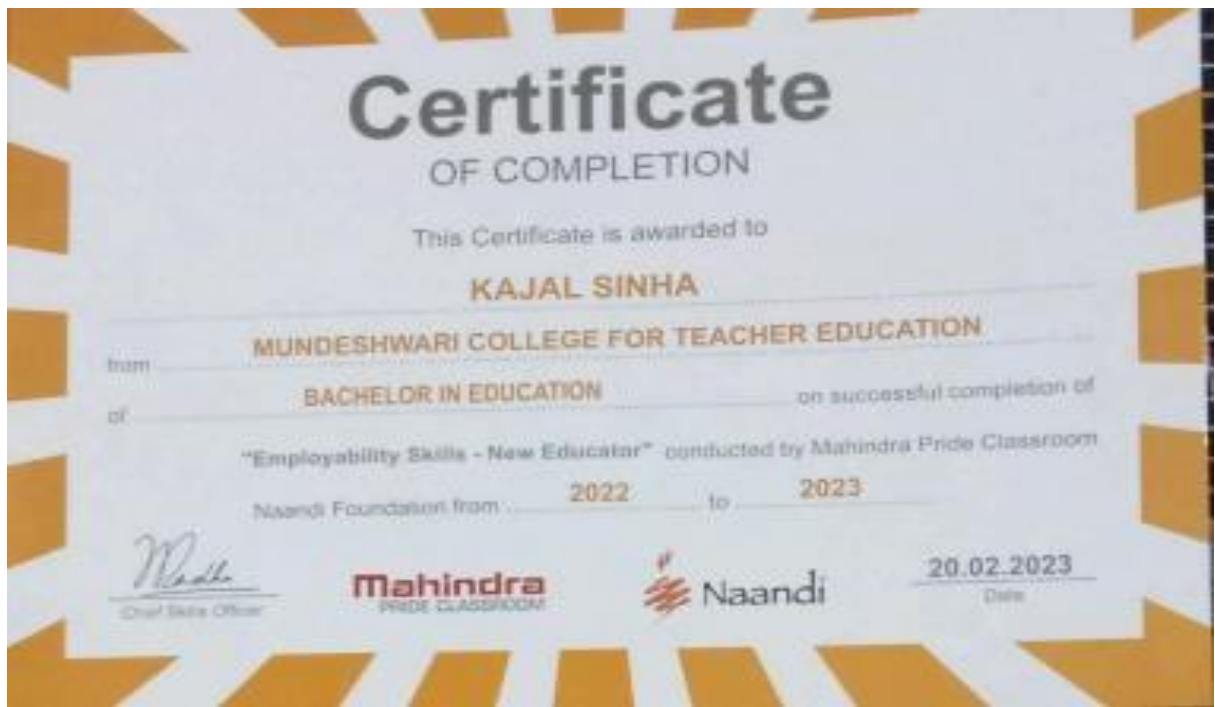 Certificate
OF COMPLETION
This Certificate is awarded to
KAJAL SINHA
from MUNDESHWARI COLLEGE FOR TEACHER EDUCATION
of BACHELOR IN EDUCATION on successful completion of
"Employability Skills - New Educator" conducted by Mahindra Pride Classroom
Naandi Foundation from 2022 to 2023
Chief Skills Officer
Mahindra
PRIDE CLASSROOM
Naandi
20.02.2023
Date